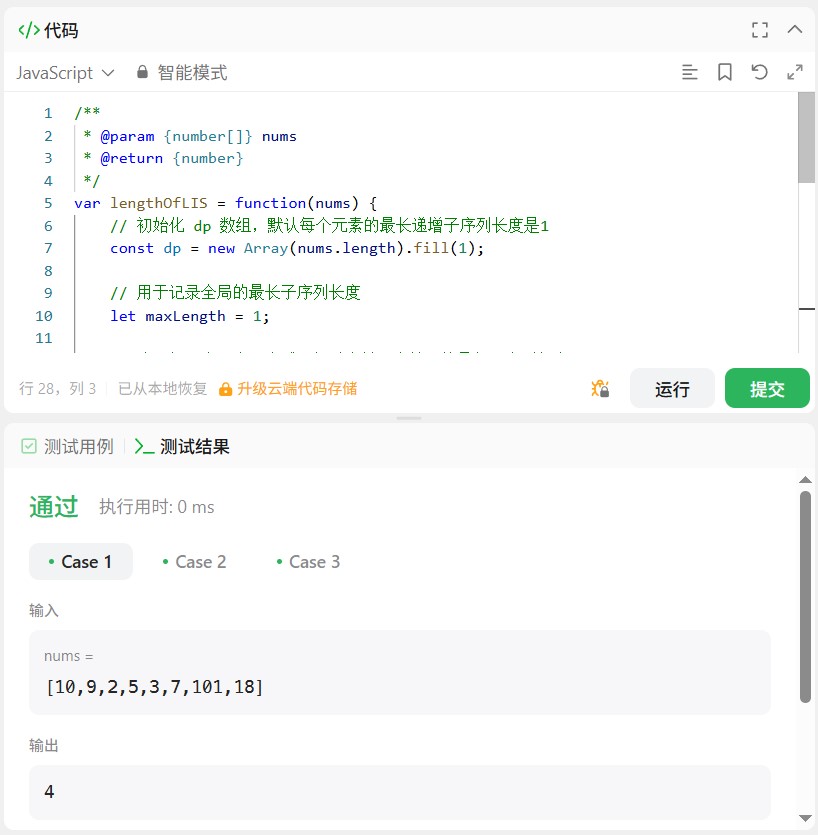 </> 代码
JavaScript 智能模式
1 /**
2 * @param {number[]} nums
3 * @return {number}
4 */
5 var lengthOfLIS = function(nums) {
6 // 初始化 dp 数组，默认每个元素的最长递增子序列长度是1
7 const dp = new Array(nums.length).fill(1);
8
9 // 用于记录全局的最长子序列长度
10 let maxLength = 1;
11
行 28，列 3 已从本地恢复 升级云端代码存储 运行 提交
测试用例 测试结果
通过 执行用时: 0 ms
• Case 1 • Case 2 • Case 3
输入
nums =
[10,9,2,5,3,7,101,18]
输出
4